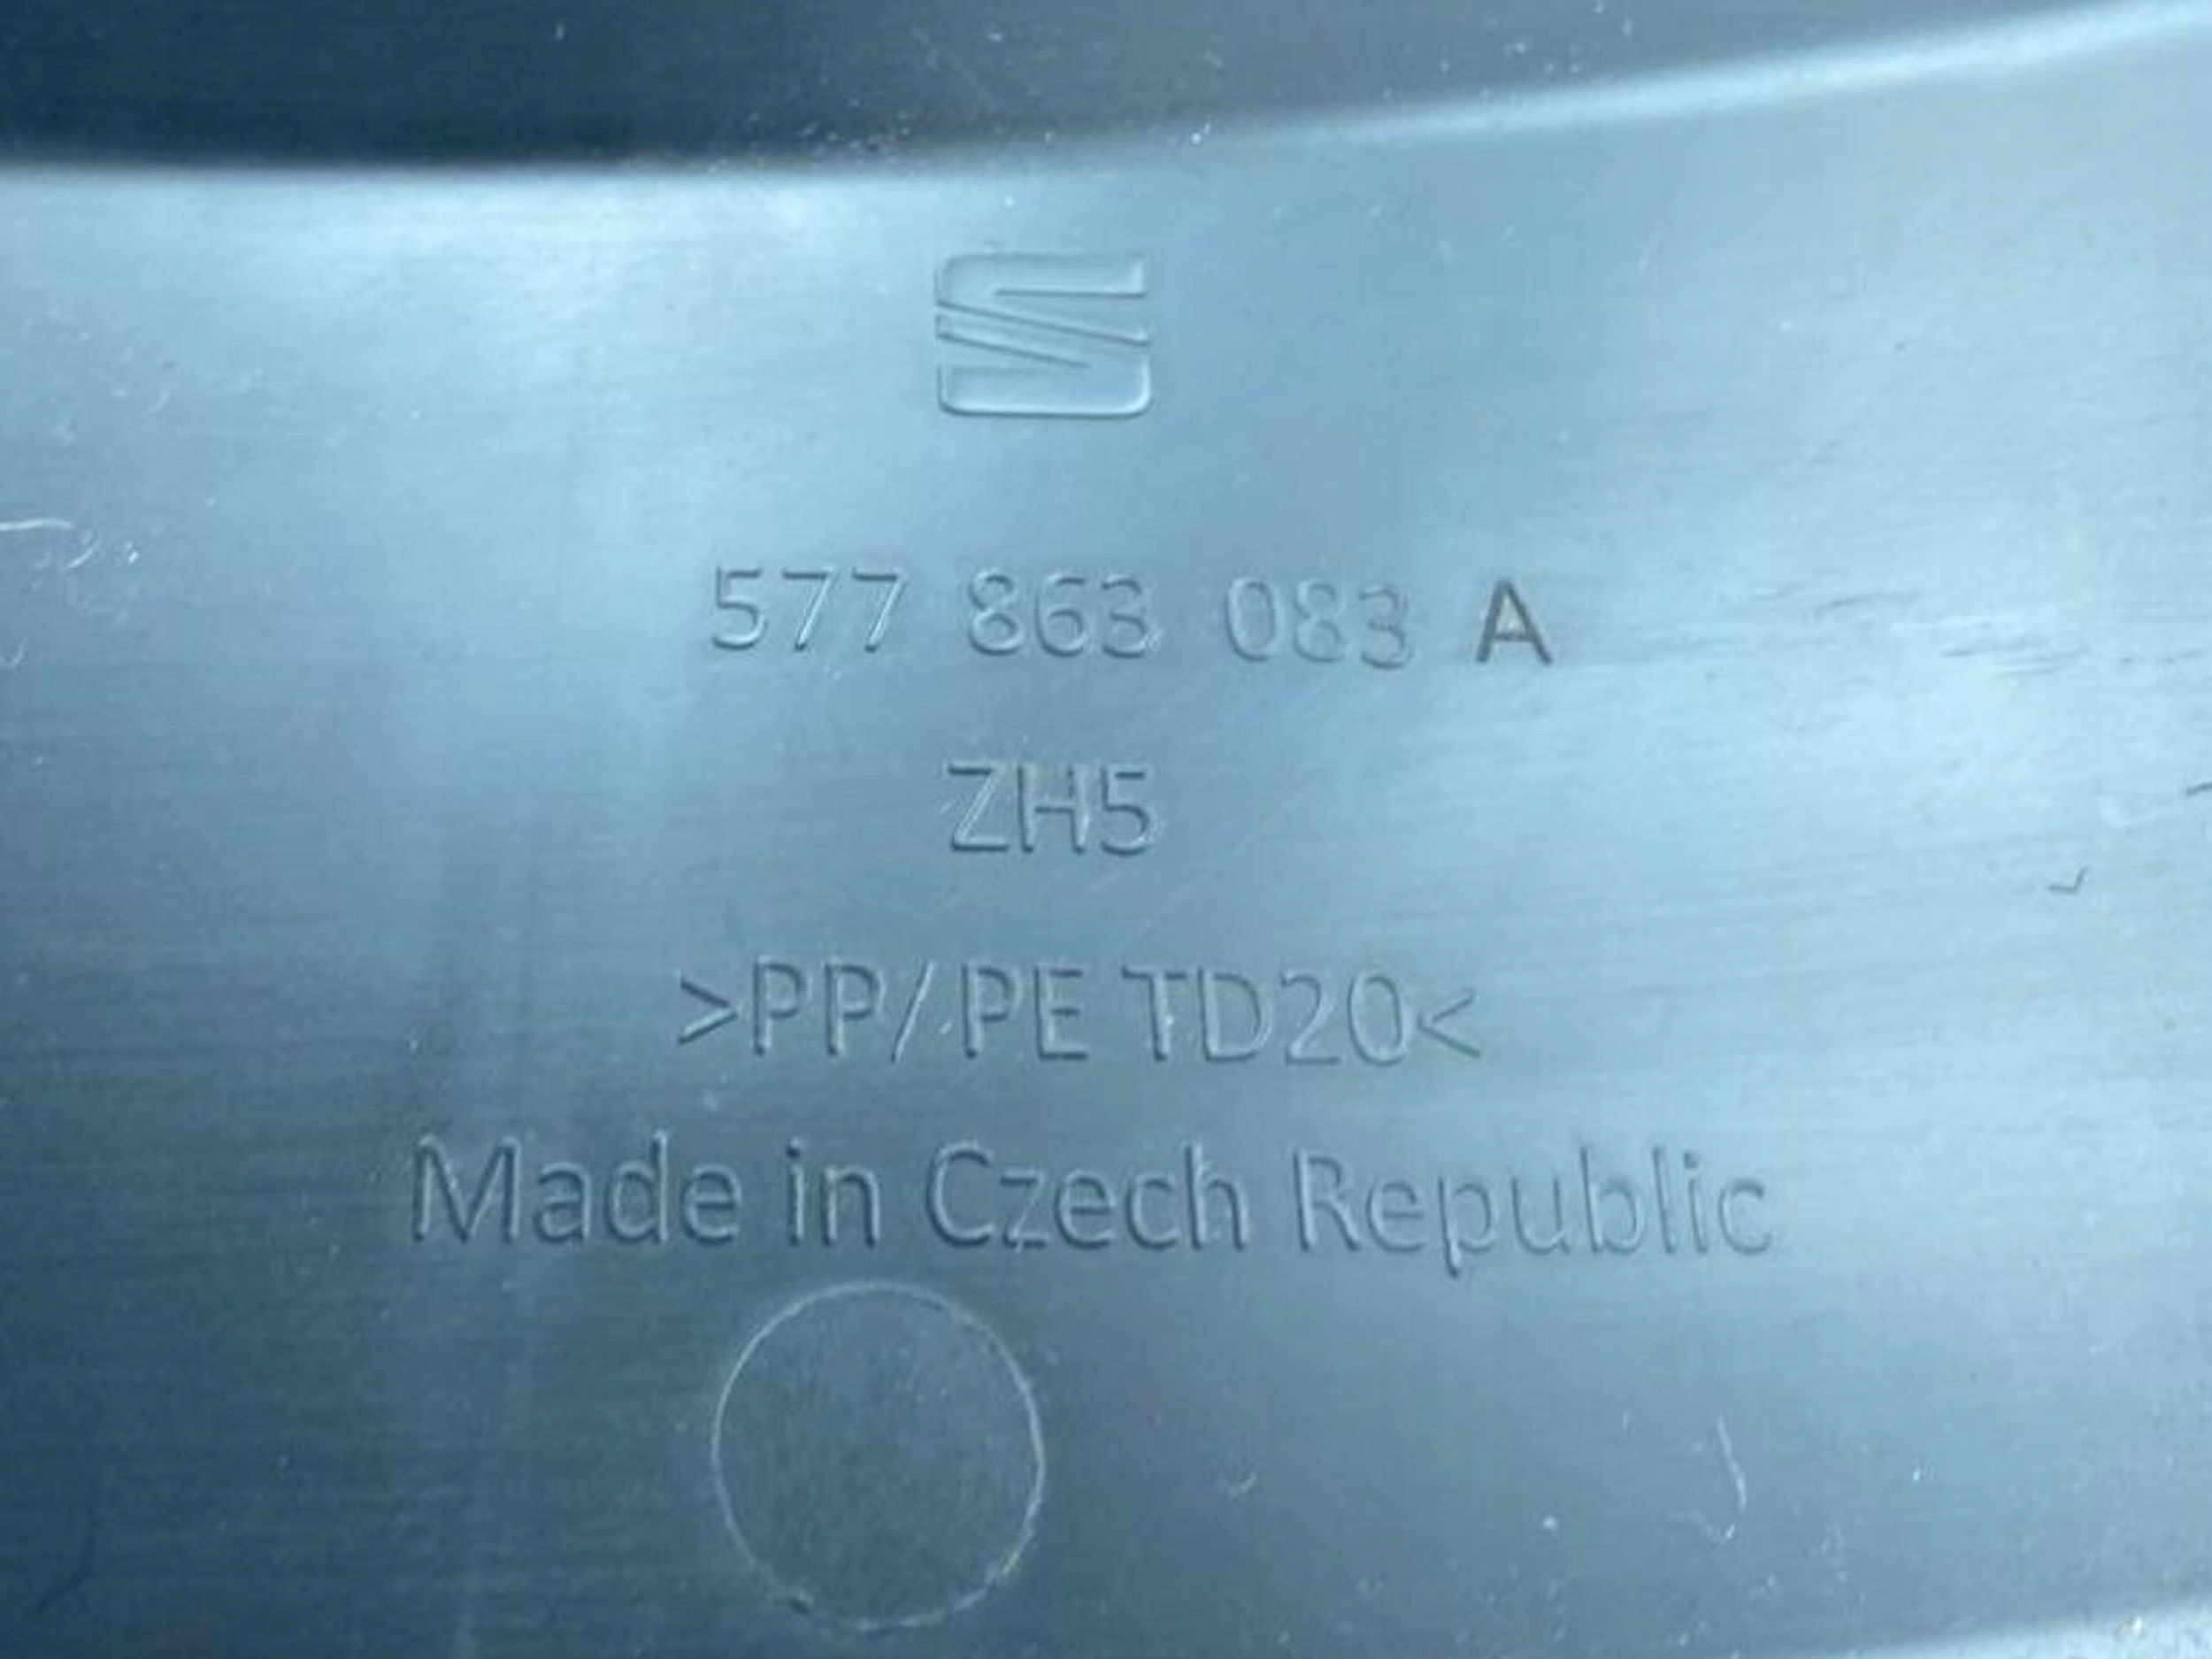 577 863 083 A
ZH5
>PP/PE TD20<
Made in Czech Republic